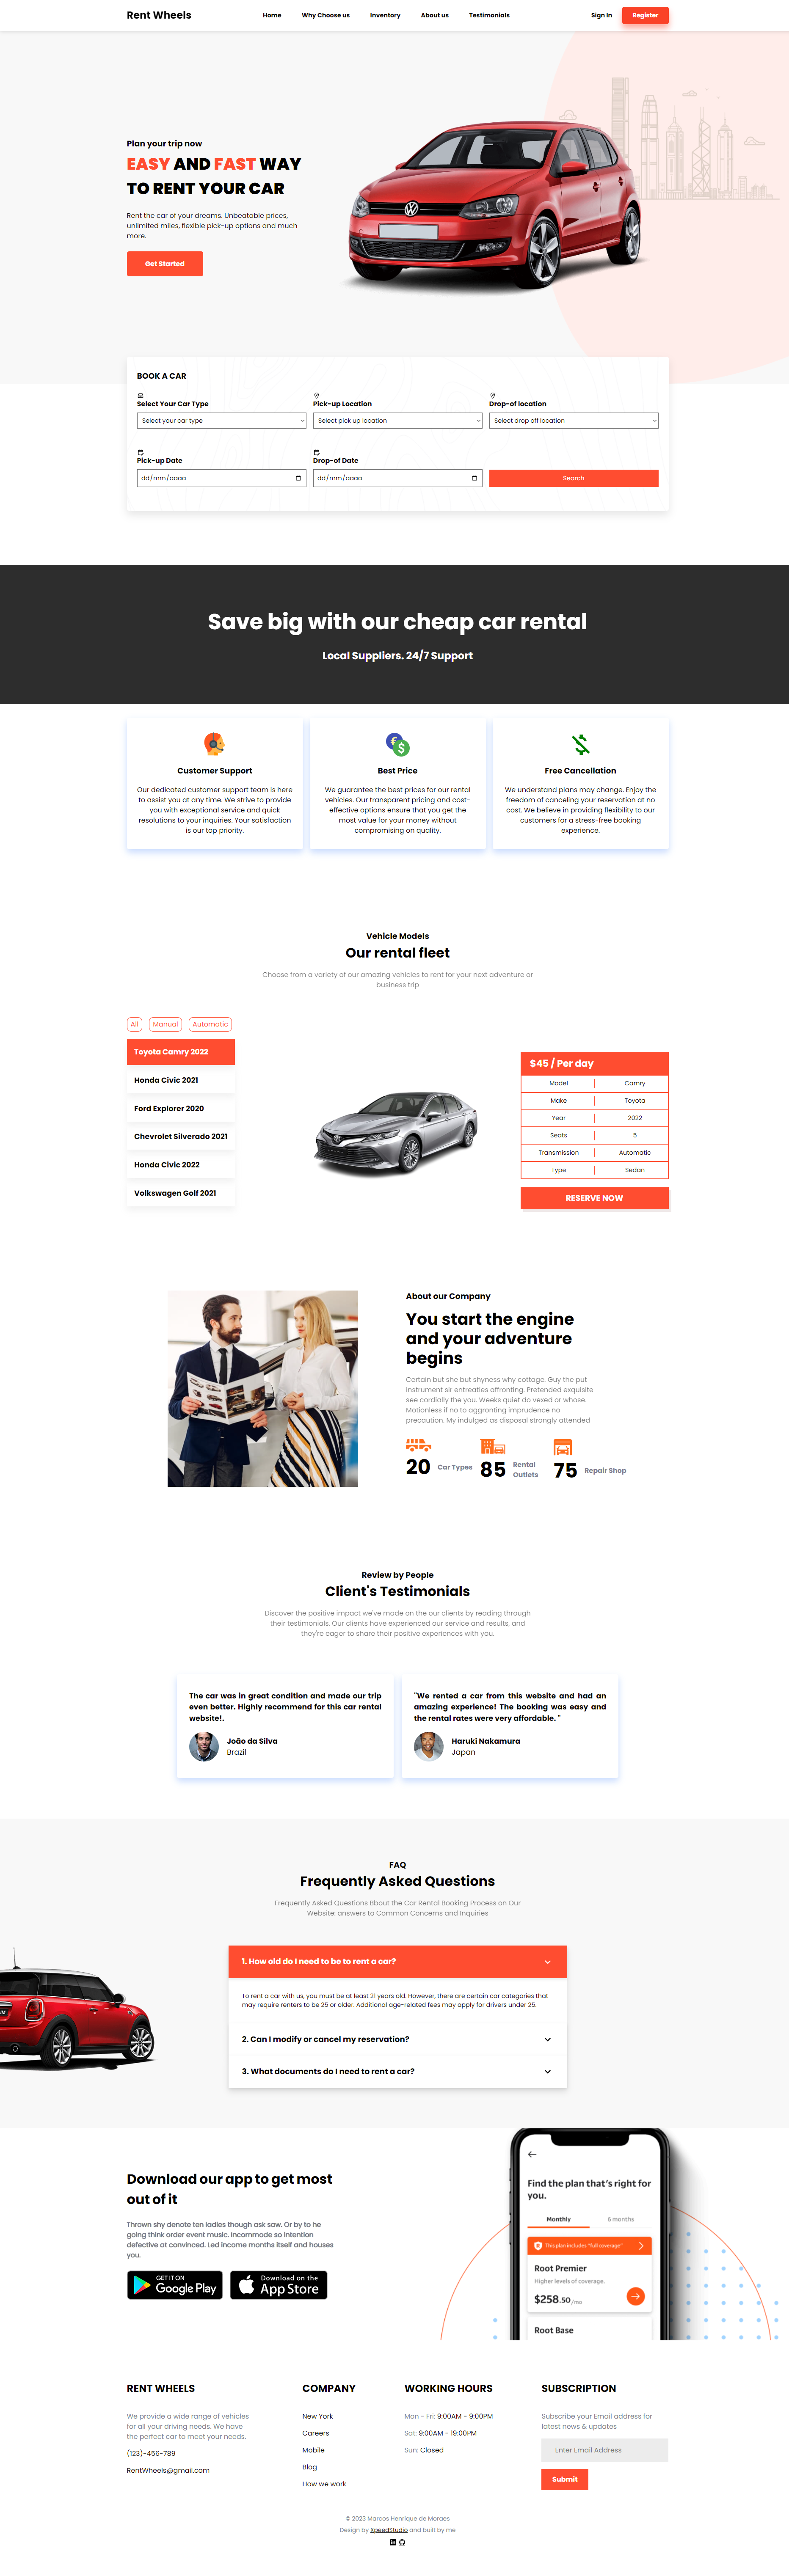 Rent Wheels
Home
Why Choose us
Inventory
About us
Testimonials
Sign In
Register
Plan your trip now
EASY AND FAST WAY
TO RENT YOUR CAR
Rent the car of your dreams. Unbeatable prices,
unlimited miles, flexible pick-up options and much
more.
Get Started
BOOK A CAR
Select Your Car Type
Pick-up Location
Drop-of location
Select your car type
Select pick up location
Select drop off location
Pick-up Date
Drop-of Date
dd/mm/aaaa
dd/mm/aaaa
Search
Save big with our cheap car rental
Local Suppliers. 24/7 Support
Customer Support
Our dedicated customer support team is here
to assist you at any time. We strive to provide
you with exceptional service and quick
resolutions to your inquiries. Your satisfaction
is our top priority.
Best Price
We guarantee the best prices for our rental
vehicles. Our transparent pricing and cost-
effective options ensure that you get the
most value for your money without
compromising on quality.
Free Cancellation
We understand plans may change. Enjoy the
freedom of canceling your reservation at no
cost. We believe in providing flexibility to our
customers for a stress-free booking
experience.
Vehicle Models
Our rental fleet
Choose from a variety of our amazing vehicles to rent for your next adventure or
business trip
All
Manual
Automatic
Toyota Camry 2022
Honda Civic 2021
Ford Explorer 2020
Chevrolet Silverado 2021
Honda Civic 2022
Volkswagen Golf 2021
$45 / Per day
Model | Camry
Make | Toyota
Year | 2022
Seats | 5
Transmission | Automatic
Type | Sedan
RESERVE NOW
About our Company
You start the engine
and your adventure
begins
Certain but she but shyness why cottage. Guy the put
instrument sir entreaties affronting. Pretended exquisite
see cordially the you. Weeks quiet do vexed or whose.
Motionless if no to aggronting imprudence no
precaution. My indulged as disposal strongly attended
20 Car Types
85 Rental
Outlets
75 Repair Shop
Review by People
Client's Testimonials
Discover the positive impact we've made on the our clients by reading through
their testimonials. Our clients have experienced our service and results, and
they're eager to share their positive experiences with you.
The car was in great condition and made our trip
even better. Highly recommend for this car rental
website!.
João da Silva
Brazil
"We rented a car from this website and had an
amazing experience! The booking was easy and
the rental rates were very affordable. "
Haruki Nakamura
Japan
FAQ
Frequently Asked Questions
Frequently Asked Questions Bbout the Car Rental Booking Process on Our
Website: answers to Common Concerns and Inquiries
1. How old do I need to be to rent a car?
To rent a car with us, you must be at least 21 years old. However, there are certain car categories that
may require renters to be 25 or older. Additional age-related fees may apply for drivers under 25.
2. Can I modify or cancel my reservation?
3. What documents do I need to rent a car?
Download our app to get most
out of it
Thrown shy denote ten ladies though ask saw. Or by to he
going think order event music. Incommode so intention
defective at convinced. Led income months itself and houses
you.
GET IT ON
Google Play
Download on the
App Store
Find the plan that's right for
you.
Monthly
6 months
This plan includes "full coverage"
Root Premier
Higher levels of coverage.
$258.50/mo
Root Base
RENT WHEELS
We provide a wide range of vehicles
for all your driving needs. We have
the perfect car to meet your needs.
(123)-456-789
RentWheels@gmail.com
COMPANY
New York
Careers
Mobile
Blog
How we work
WORKING HOURS
Mon - Fri: 9:00AM - 9:00PM
Sat: 9:00AM - 19:00PM
Sun: Closed
SUBSCRIPTION
Subscribe your Email address for
latest news & updates
Enter Email Address
Submit
© 2023 Marcos Henrique de Moraes
Design by XpeedStudio and built by me